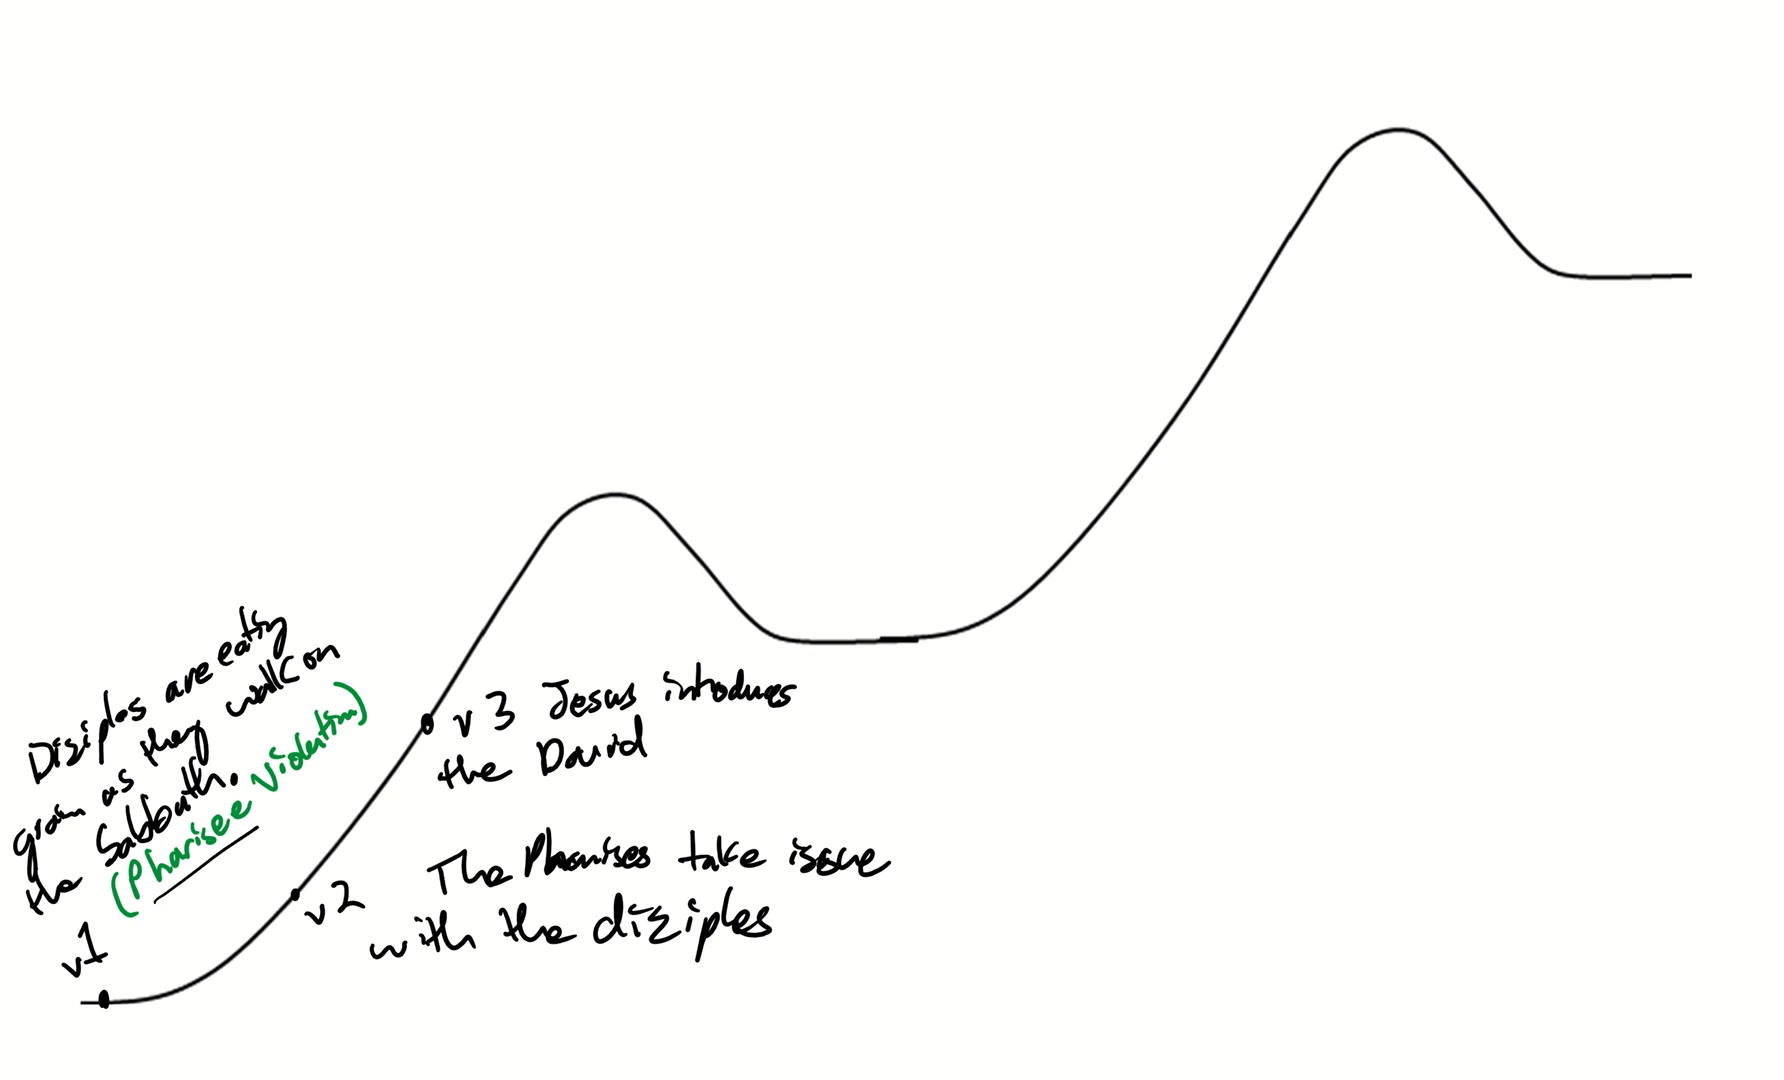 Disiples are eating
grain as they walk on
the Sabbath.
(Pharisee violation)
v1
v2 The Pharises take issue
with the disiples
v3 Jesus introduces
the David